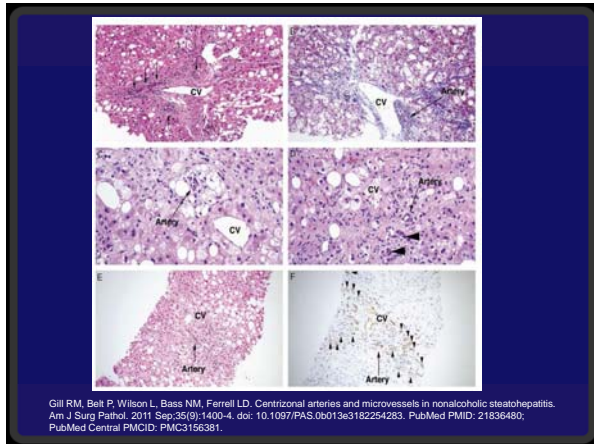 CV
CV
Artery
Artery
CV
CV
Artery
E
CV
Artery
F
CV
Artery
Gill RM, Belt P, Wilson L, Bass NM, Ferrell LD. Centrizonal arteries and microvessels in nonalcoholic steatohepatitis.
Am J Surg Pathol. 2011 Sep;35(9):1400-4. doi: 10.1097/PAS.0b013e3182254283. PubMed PMID: 21836480;
PubMed Central PMCID: PMC3156381.